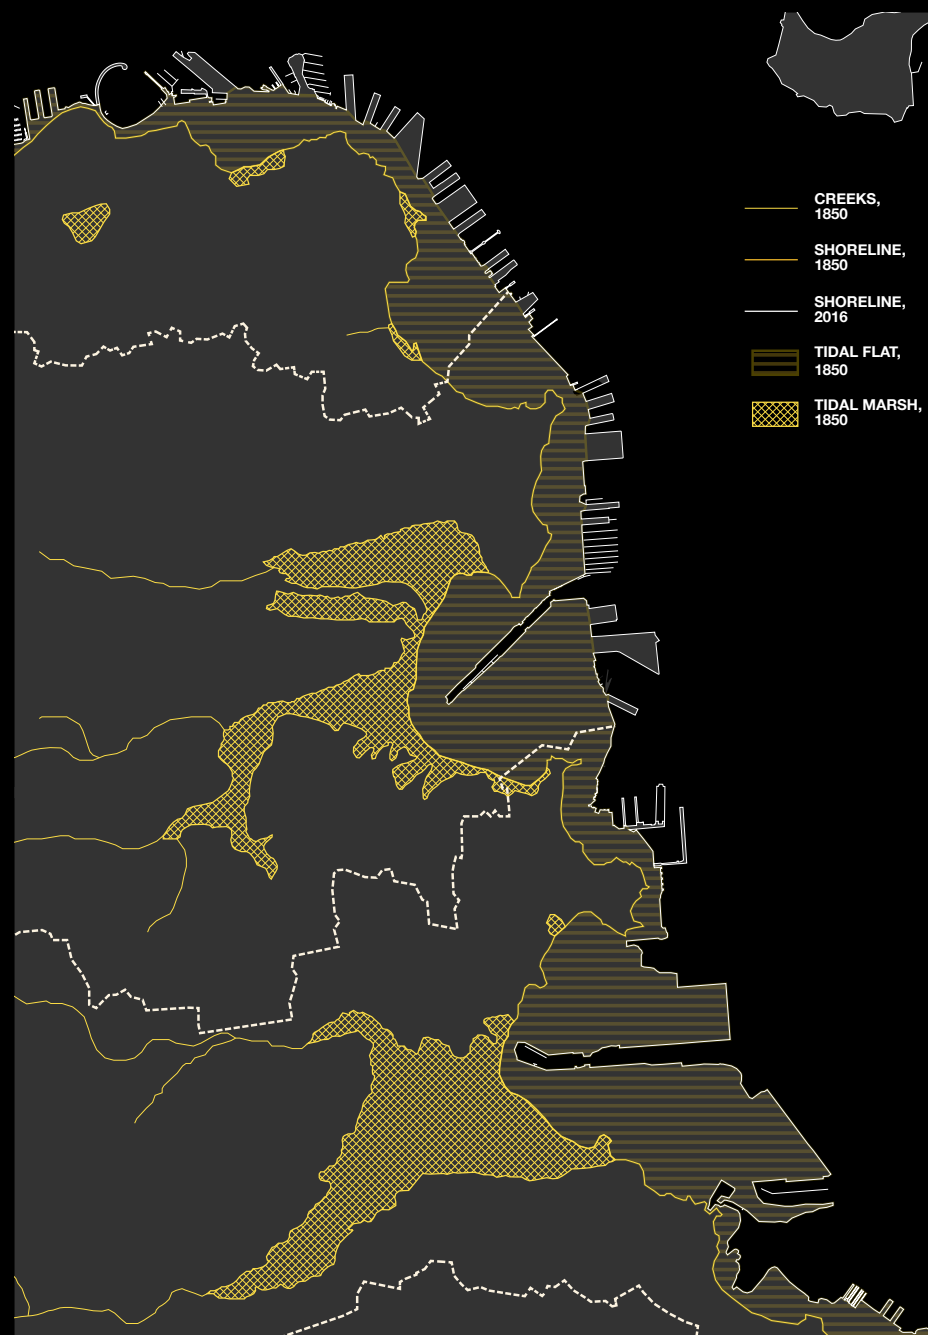 CREEKS,
1850
SHORELINE,
1850
SHORELINE,
2016
TIDAL FLAT,
1850
TIDAL MARSH,
1850